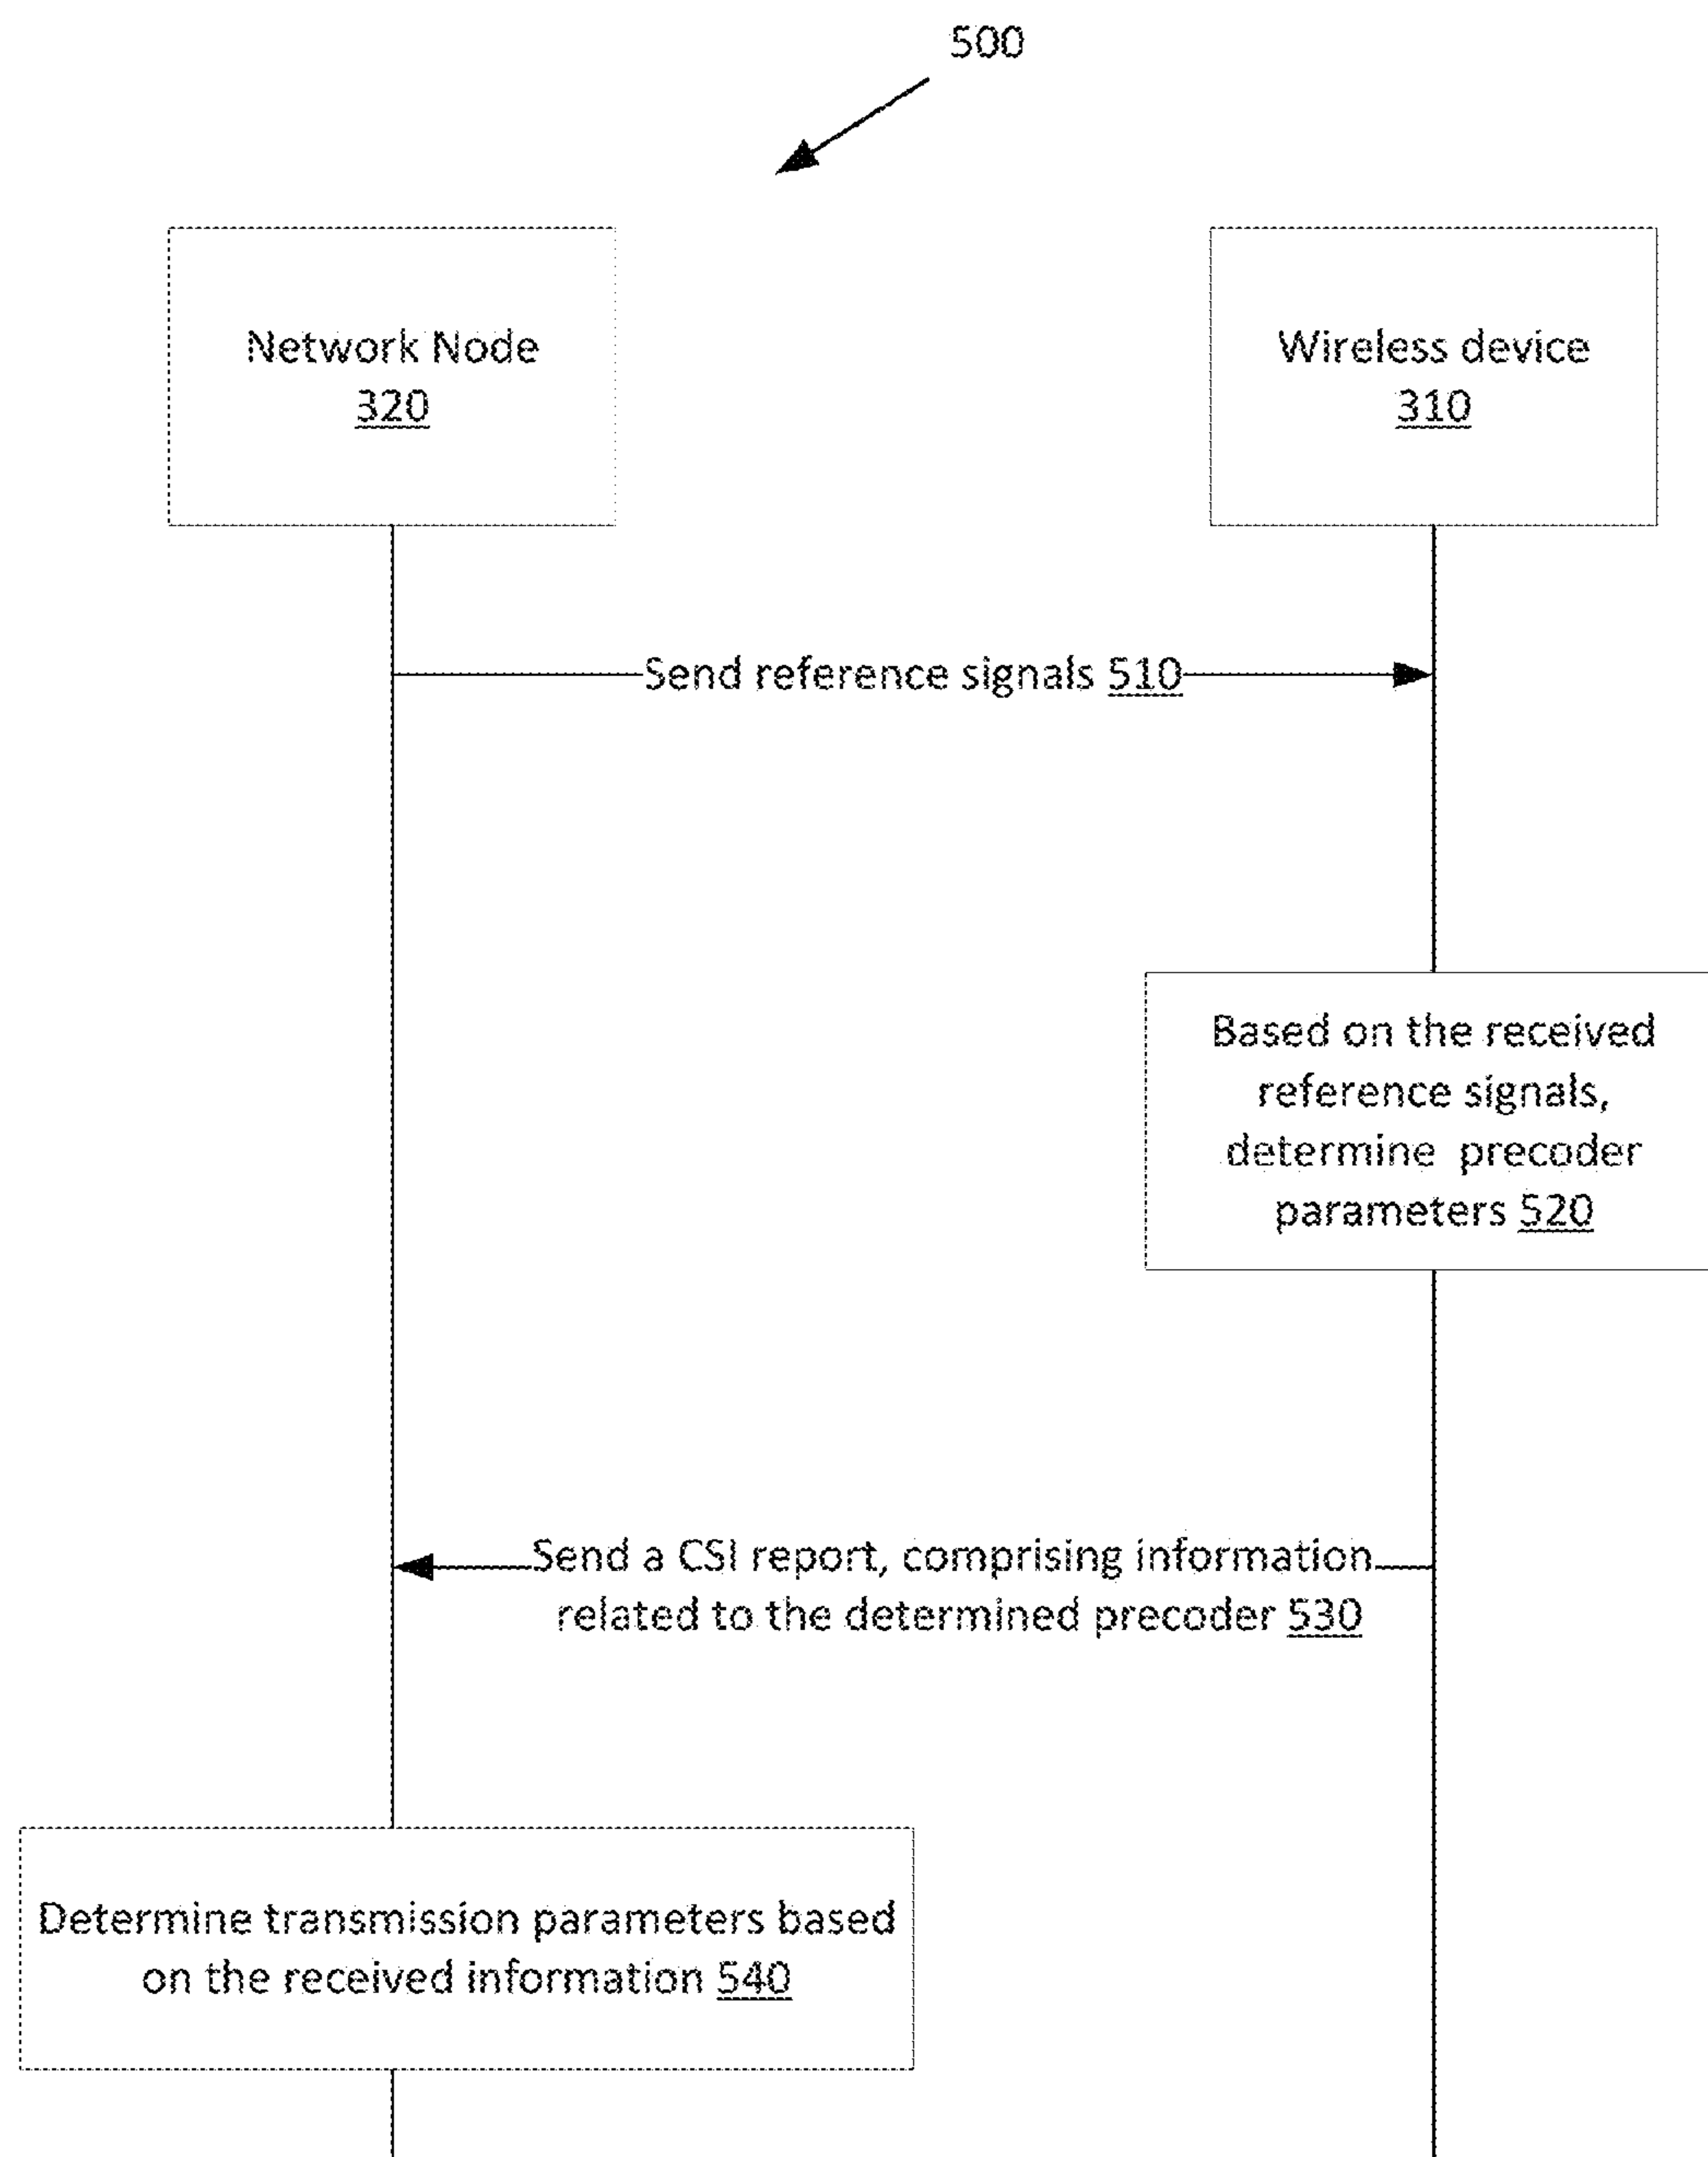 500
Network Node
320
Wireless device
310
Send reference signals 510
Based on the received
reference signals,
determine precoder
parameters 520
Send a CSI report, comprising information
related to the determined precoder 530
Determine transmission parameters based
on the received information 540